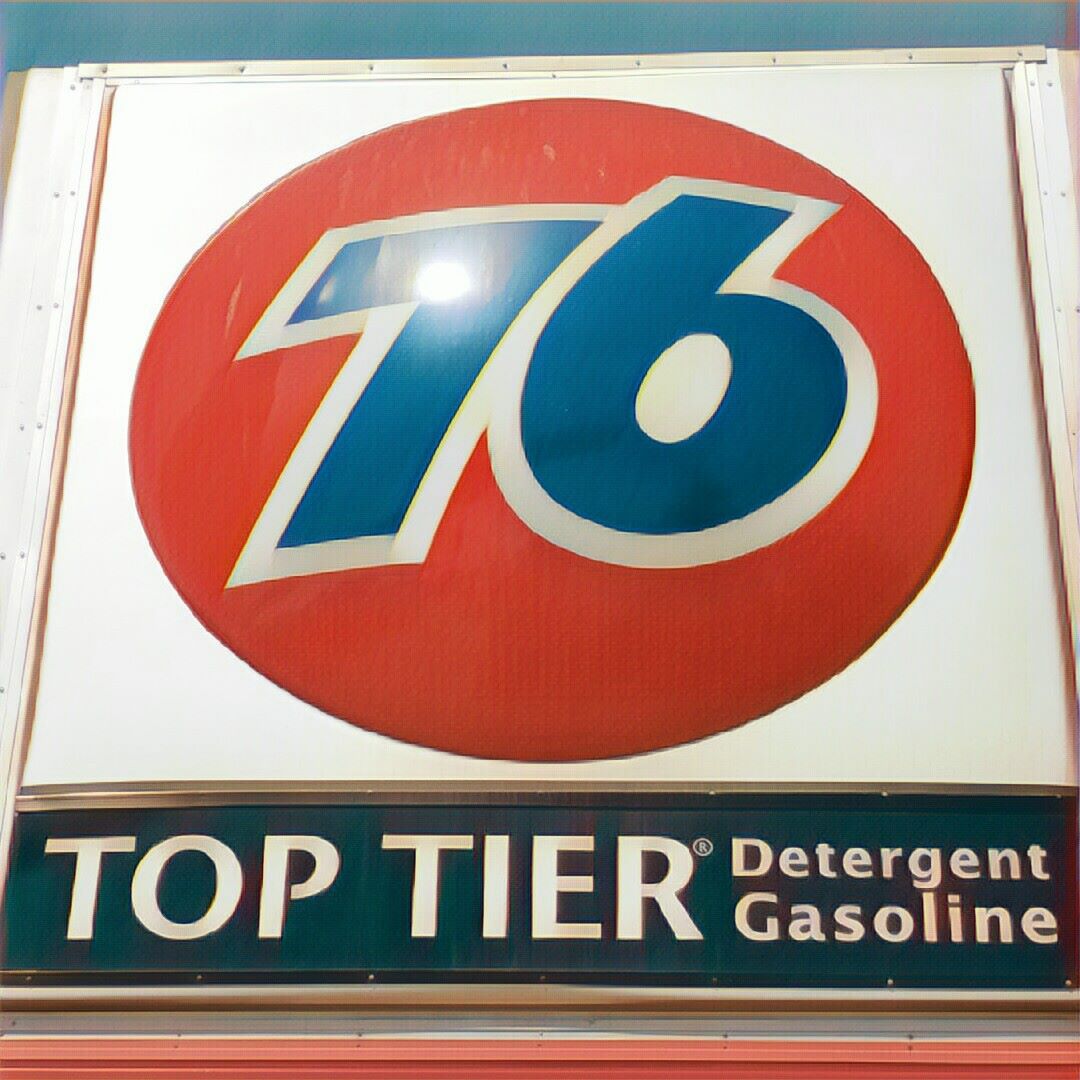 76
TOP TIER® Detergent
Gasoline